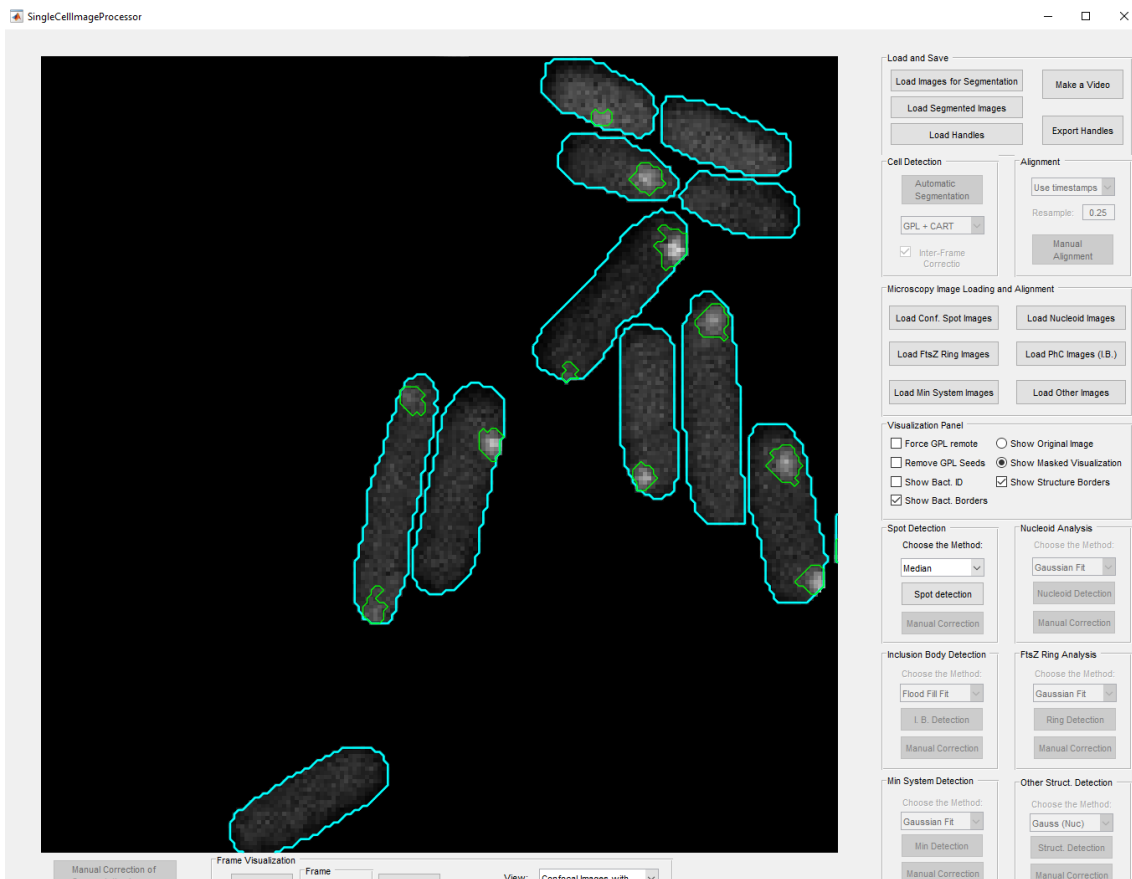 SingleCellImageProcessor
Load and Save
Load Images for Segmentation
Make a Video
Load Segmented Images
Load Handles
Export Handles
Cell Detection
Alignment
Automatic
Segmentation
Use timestamps
Resample: 0.25
GPL + CART
Manual
Alignment
Inter-Frame
Correctio
Microscopy Image Loading and Alignment
Load Conf. Spot Images
Load Nucleoid Images
Load FtsZ Ring Images
Load PhC Images (I.B.)
Load Min System Images
Load Other Images
Visualization Panel
Force GPL remote
Show Original Image
Remove GPL Seeds
Show Masked Visualization
Show Bact. ID
Show Structure Borders
Show Bact. Borders
Spot Detection
Nucleoid Analysis
Choose the Method:
Choose the Method:
Median
Gaussian Fit
Spot detection
Nucleoid Detection
Manual Correction
Manual Correction
Inclusion Body Detection
FtsZ Ring Analysis
Choose the Method:
Choose the Method:
Flood Fill Fit
Gaussian Fit
I. B. Detection
Ring Detection
Manual Correction
Manual Correction
Min System Detection
Other Struct. Detection
Choose the Method:
Choose the Method:
Gaussian Fit
Gauss (Nuc)
Min Detection
Struct. Detection
Manual Correction
Manual Correction
Manual Correction of
Frame Visualization
Frame
View:
Confocal Images with